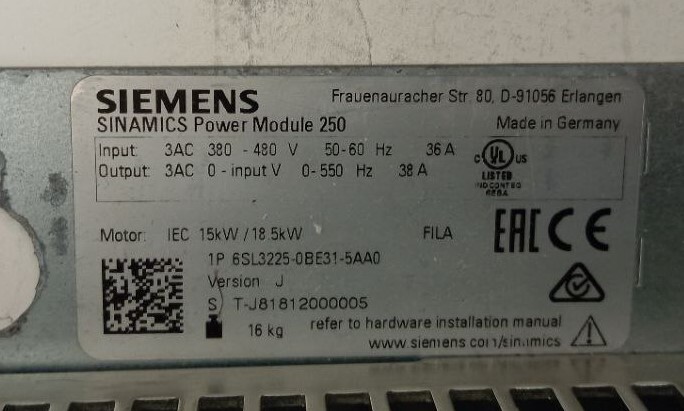 SIEMENS
Frauenauracher Str. 80, D-91056 Erlangen
SINAMICS Power Module 250
Made in Germany
Input: 3AC 380 - 480 V 50-60 Hz 36 A
Output: 3AC 0 - input V 0-550 Hz 38 A
c UL US
LISTED
Motor: IEC 15kW / 18.5kW FILA
EAC CE
1P 6SL3225-0BE31-5AA0
Version J
S) T-J81812000005
16 kg
refer to hardware installation manual
www.siemens.com/sinamics